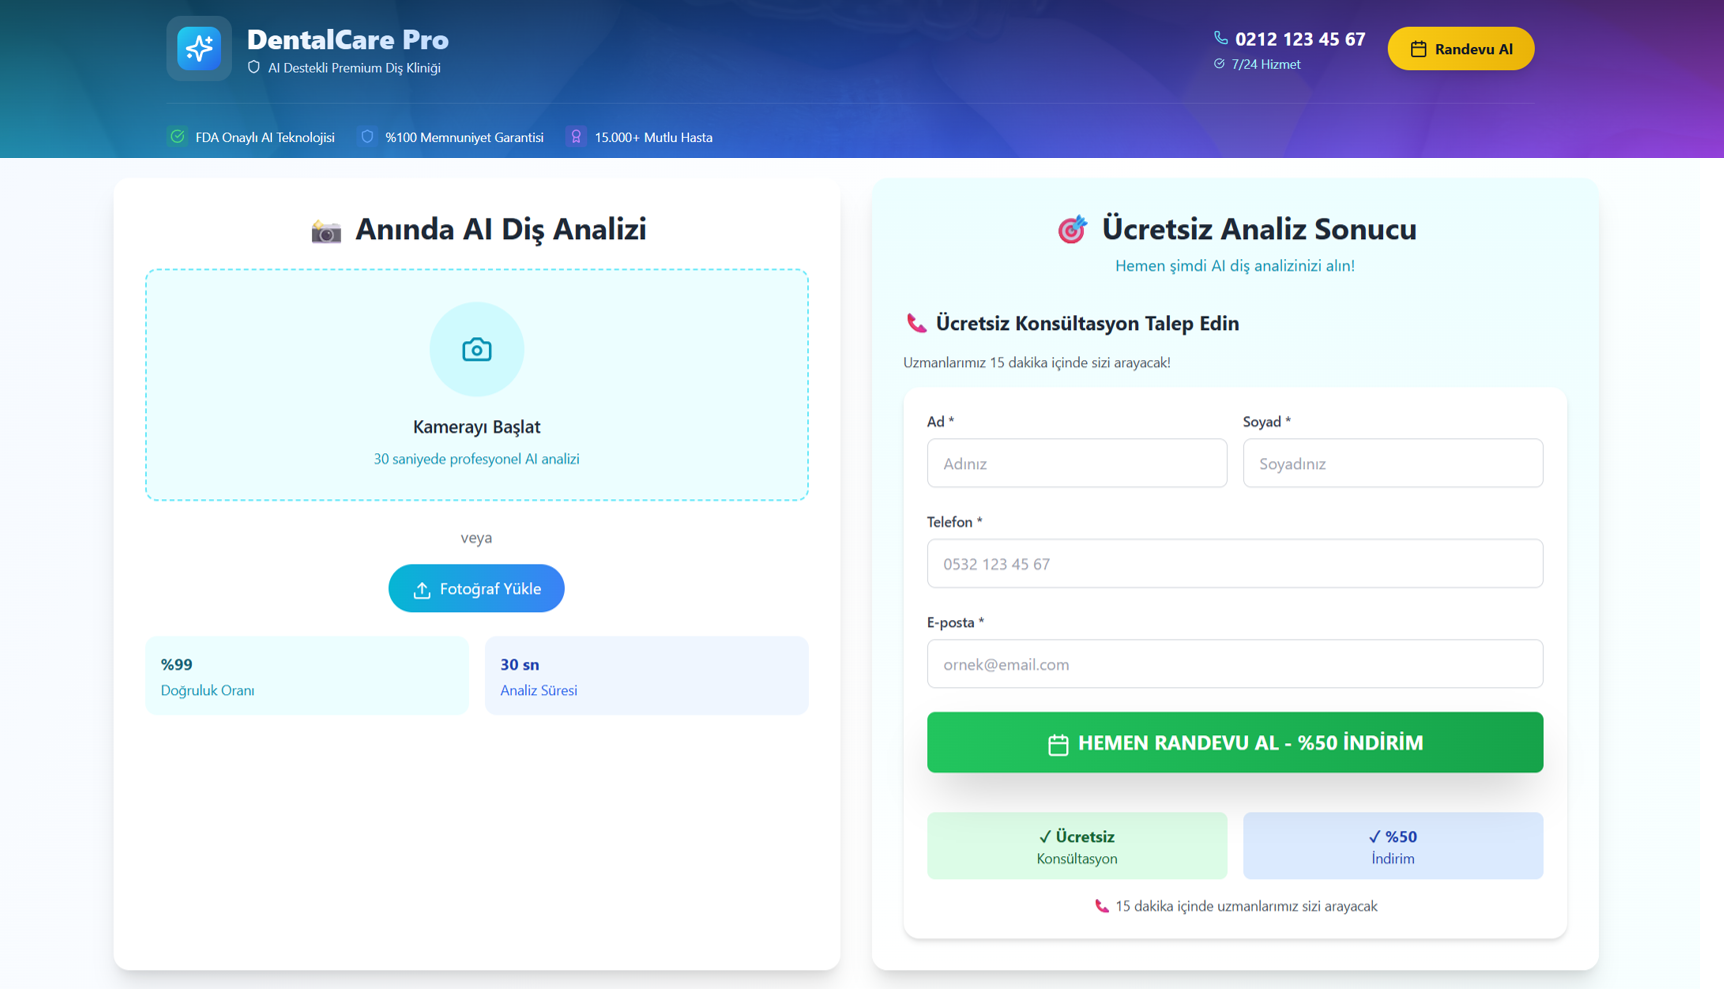 DentalCare Pro
AI Destekli Premium Diş Kliniği
0212 123 45 67
7/24 Hizmet
Randevu Al
FDA Onaylı AI Teknolojisi
%100 Memnuniyet Garantisi
15.000+ Mutlu Hasta
Anında AI Diş Analizi
Kamerayı Başlat
30 saniyede profesyonel AI analizi
veya
Fotoğraf Yükle
%99
Doğruluk Oranı
30 sn
Analiz Süresi
Ücretsiz Analiz Sonucu
Hemen şimdi AI diş analizinizi alın!
Ücretsiz Konsültasyon Talep Edin
Uzmanlarımız 15 dakika içinde sizi arayacak!
Ad *
Adınız
Soyad *
Soyadınız
Telefon *
0532 123 45 67
E-posta *
ornek@email.com
HEMEN RANDEVU AL - %50 İNDİRİM
✓ Ücretsiz
Konsültasyon
✓ %50
İndirim
15 dakika içinde uzmanlarımız sizi arayacak